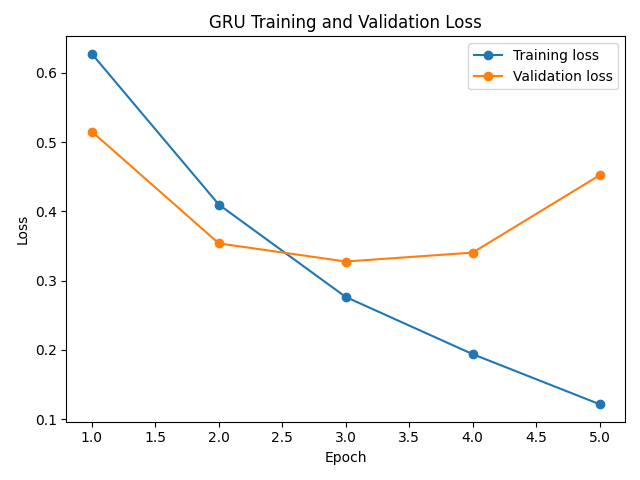 GRU Training and Validation Loss
Training loss
Validation loss
Loss
0.6
0.5
0.4
0.3
0.2
0.1
1.0 1.5 2.0 2.5 3.0 3.5 4.0 4.5 5.0
Epoch